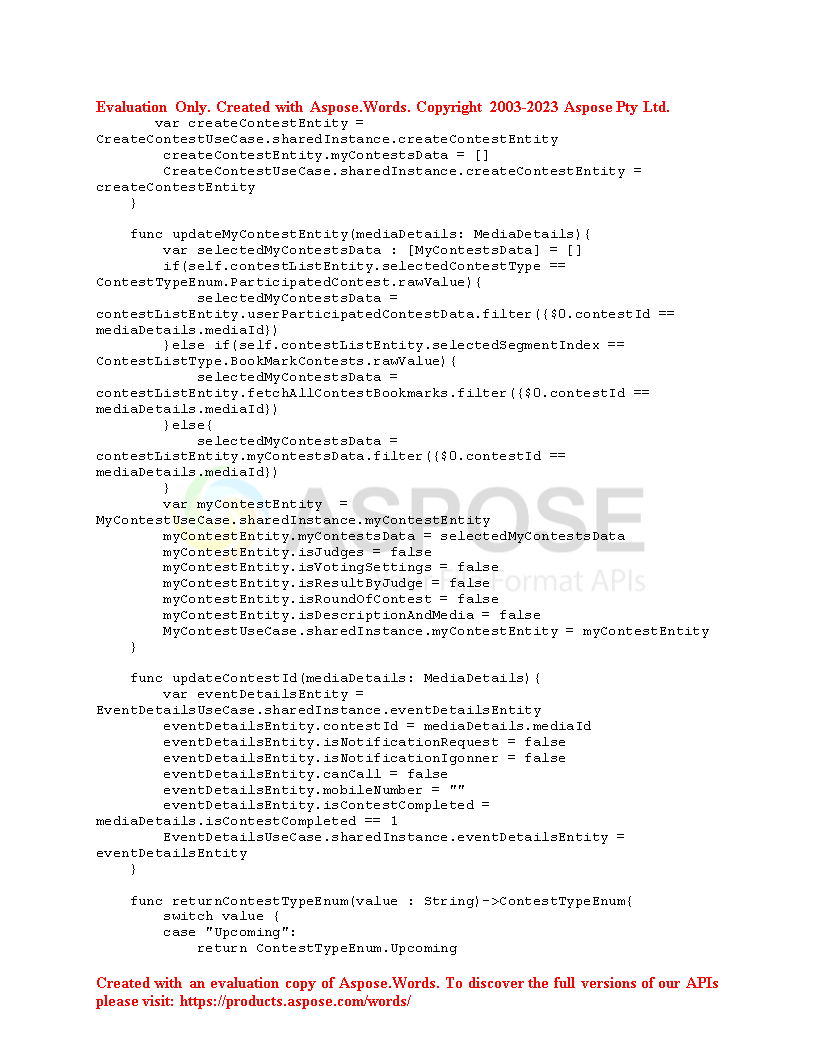 Evaluation Only. Created with Aspose.Words. Copyright 2003-2023 Aspose Pty Ltd.
var createContestEntity =
CreateContestUseCase.sharedInstance.createContestEntity
createContestEntity.myContestsData = []
CreateContestUseCase.sharedInstance.createContestEntity =
createContestEntity
}
func updateMyContestEntity(mediaDetails: MediaDetails){
var selectedMyContestsData : [MyContestsData] = []
if(self.contestListEntity.selectedContestType ==
ContestTypeEnum.ParticipatedContest.rawValue){
selectedMyContestsData =
contestListEntity.userParticipatedContestData.filter({$0.contestId ==
mediaDetails.mediaId})
}else if(self.contestListEntity.selectedSegmentIndex ==
ContestListType.BookMarkContests.rawValue){
selectedMyContestsData =
contestListEntity.fetchAllContestBookmarks.filter({$0.contestId ==
mediaDetails.mediaId})
}else{
selectedMyContestsData =
contestListEntity.myContestsData.filter({$0.contestId ==
mediaDetails.mediaId})
}
var myContestEntity  =
MyContestUseCase.sharedInstance.myContestEntity
myContestEntity.myContestsData = selectedMyContestsData
myContestEntity.isJudges = false
myContestEntity.isVotingSettings = false
myContestEntity.isResultByJudge = false
myContestEntity.isRoundOfContest = false
myContestEntity.isDescriptionAndMedia = false
MyContestUseCase.sharedInstance.myContestEntity = myContestEntity
}
ASPOSE
File Format APIs
func updateContestId(mediaDetails: MediaDetails){
var eventDetailsEntity =
EventDetailsUseCase.sharedInstance.eventDetailsEntity
eventDetailsEntity.contestId = mediaDetails.mediaId
eventDetailsEntity.isNotificationRequest = false
eventDetailsEntity.isNotificationIgonner = false
eventDetailsEntity.canCall = false
eventDetailsEntity.mobileNumber = ""
eventDetailsEntity.isContestCompleted =
mediaDetails.isContestCompleted == 1
EventDetailsUseCase.sharedInstance.eventDetailsEntity =
eventDetailsEntity
}
func returnContestTypeEnum(value : String)->ContestTypeEnum{
switch value {
case "Upcoming":
return ContestTypeEnum.Upcoming
Created with an evaluation copy of Aspose.Words. To discover the full versions of our APIs
please visit: https://products.aspose.com/words/